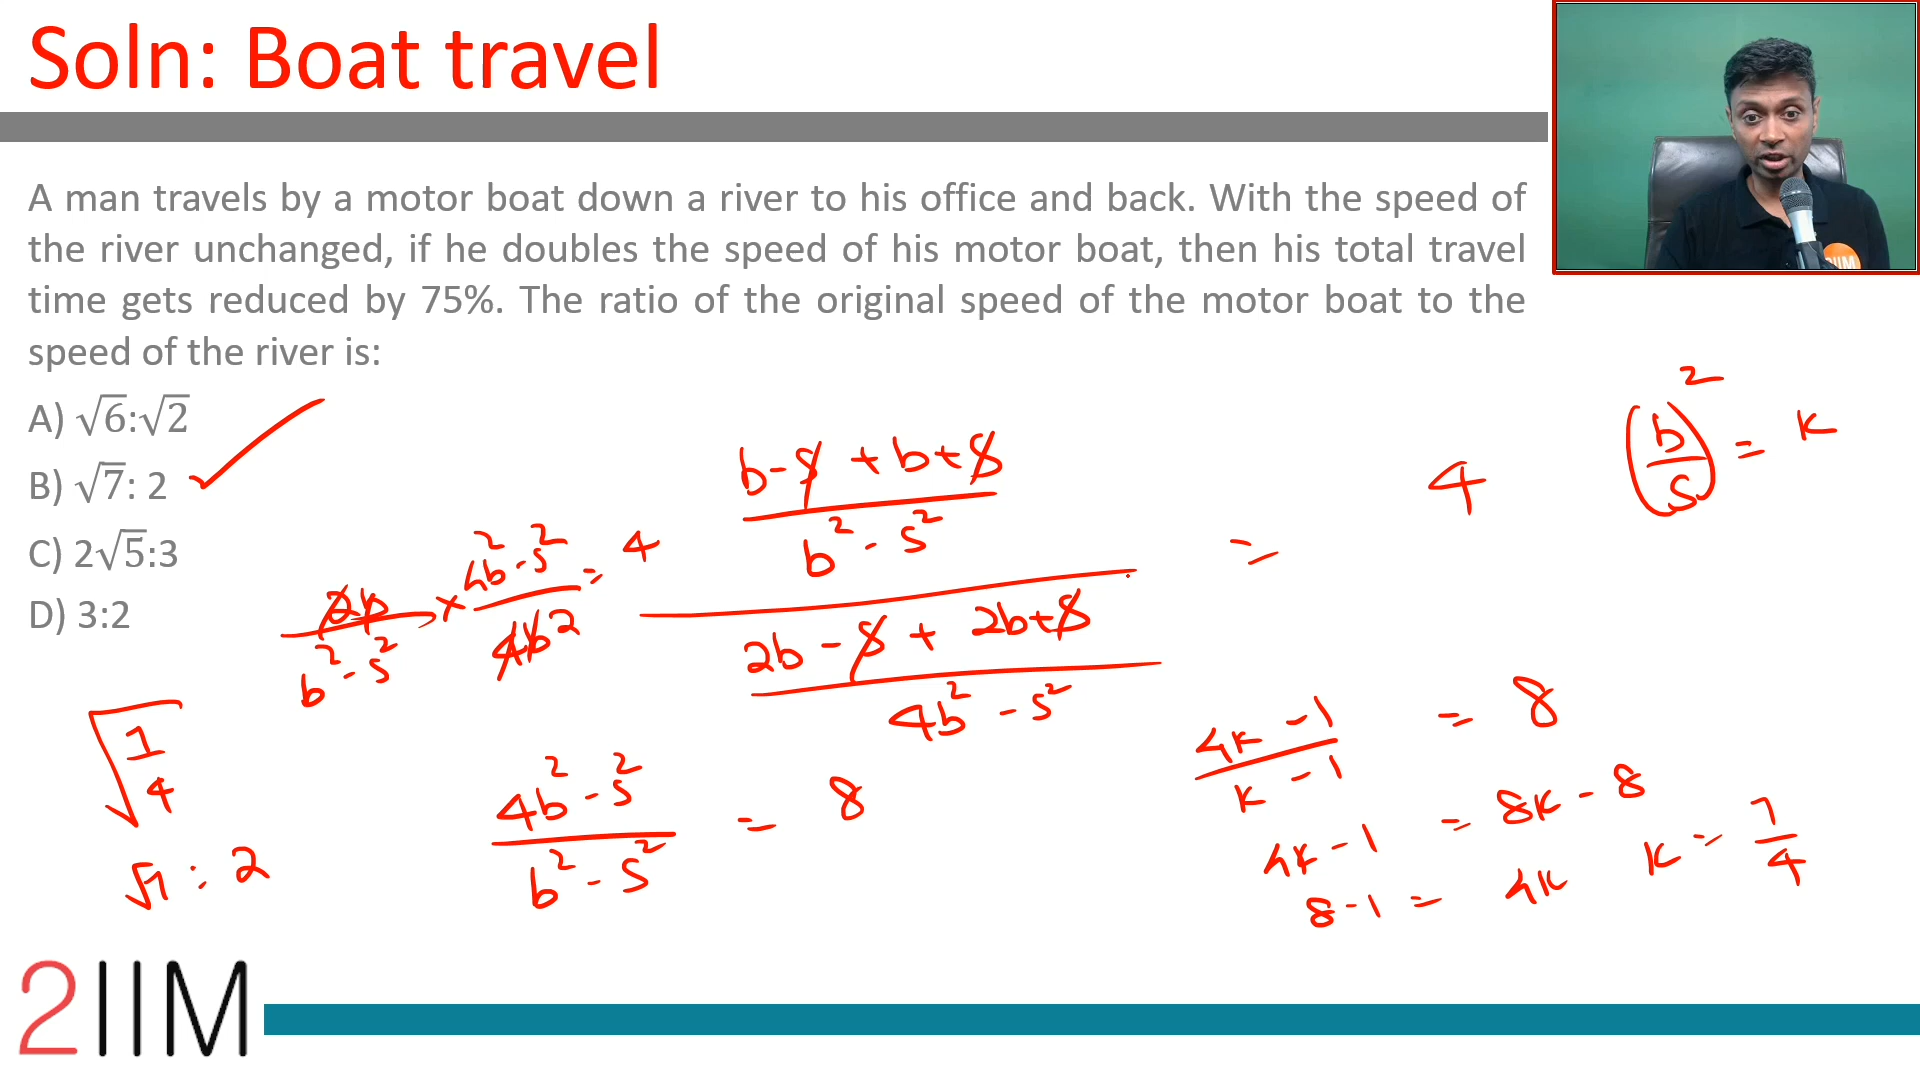 Soln: Boat travel
A man travels by a motor boat down a river to his office and back. With the speed of
the river unchanged, if he doubles the speed of his motor boat, then his total travel
time gets reduced by 75%. The ratio of the original speed of the motor boat to the
speed of the river is:
A) √6:√2
B) √7: 2
C) 2√5:3
D) 3:2
(b/s)² = k
(b-s + b+s)/(b²-s²)
= 4
(2b-s + 2b+s)/(4b²-s²)
2b/(b²-s²) × (4b²-s²)/4b 2 = 4
(4b²-s²)/(b²-s²) = 8
(4k-1)/(k-1) = 8
4k-1 = 8k-8
8-1 = 4k
k = 7/4
√(7/4)
√7 : 2
2IIM